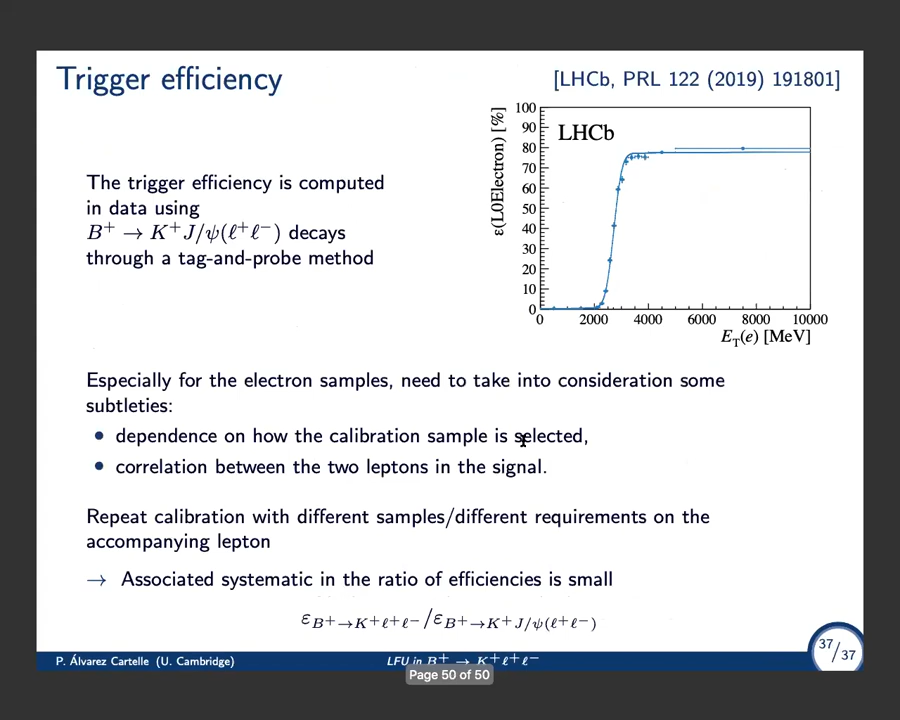 Trigger efficiency
[LHCb, PRL 122 (2019) 191801]
The trigger efficiency is computed
in data using
B⁺ → K⁺J/ψ(ℓ⁺ℓ⁻) decays
through a tag-and-probe method
ε(L0Electron) [%]
100
90
80
70
60
50
40
30
20
10
0
LHCb
0 2000 4000 6000 8000 10000
E_T(e) [MeV]
Especially for the electron samples, need to take into consideration some
subtleties:
• dependence on how the calibration sample is selected,
• correlation between the two leptons in the signal.
Repeat calibration with different samples/different requirements on the
accompanying lepton
→ Associated systematic in the ratio of efficiencies is small
ε_{B⁺→K⁺ℓ⁺ℓ⁻}/ε_{B⁺→K⁺J/ψ(ℓ⁺ℓ⁻)}
P. Álvarez Cartelle (U. Cambridge)
LFU in B⁺ → K⁺ℓ⁺ℓ⁻
37/37
Page 50 of 50